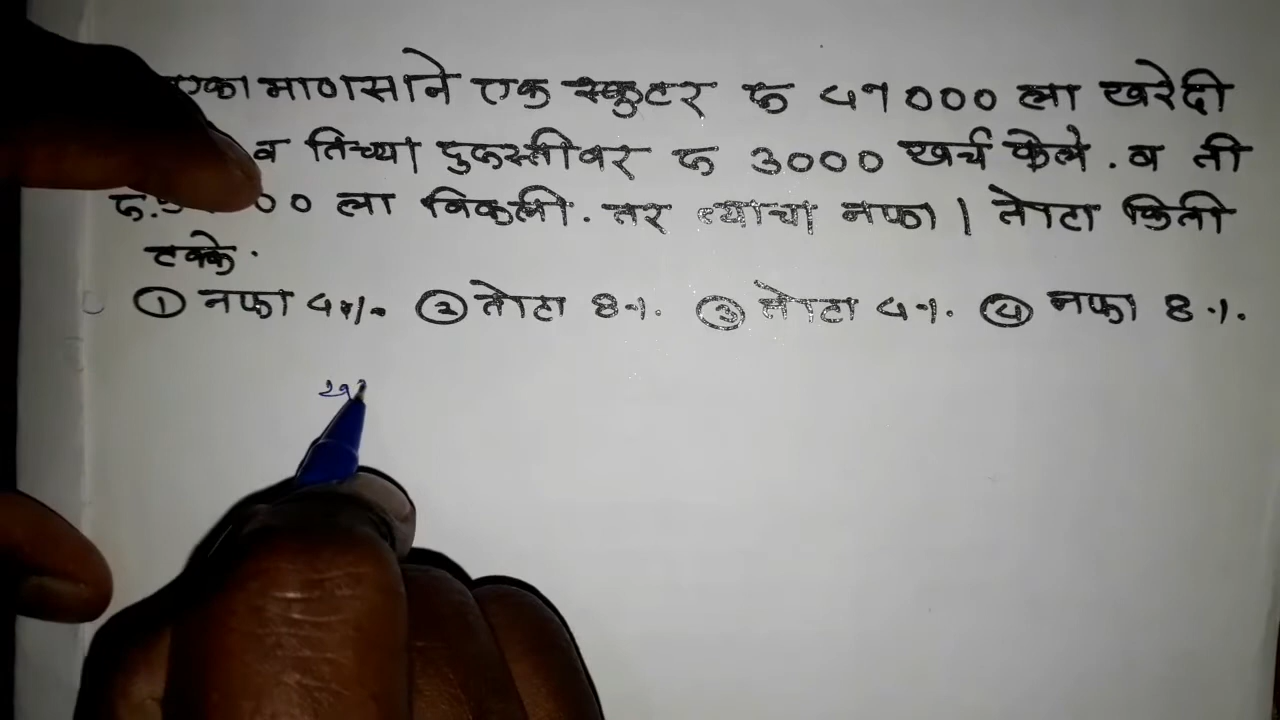 एका माणसाने एक स्कुटर रु ५१००० ला खरेदी
व तिच्या दुरुस्तीवर रु ३००० खर्च केले . व ती
रु. ००  ला विकली . तर त्याचा नफा / तोटा किती
टक्के .
① नफा ५% ② तोटा ४% . ③ तोटा ५% . ④ नफा ४% .